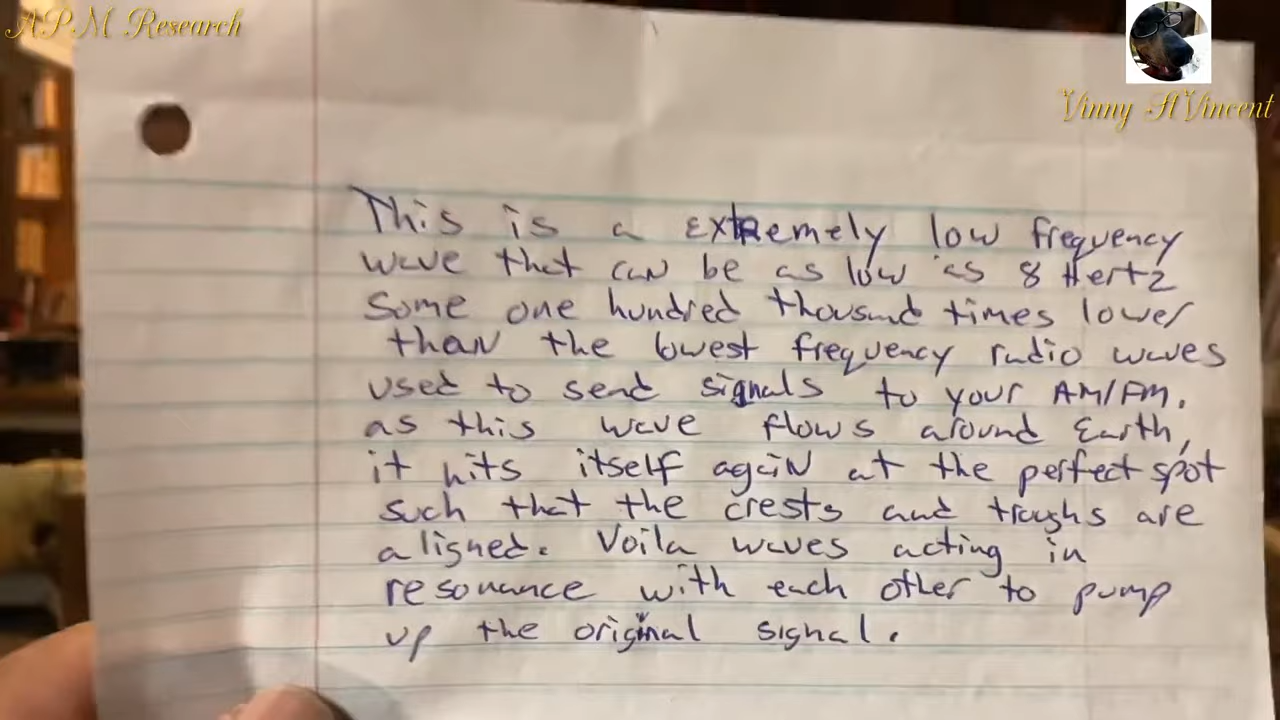 APM Research
Vinny AVincent
This is a extremely low frequency
wave that can be as low as 8 Hertz
Some one hundred thousand times lower
than the lowest frequency radio waves
used to send signals to your AM/FM.
as this wave flows around Earth,
it hits itself again at the perfect spot
such that the crests and troughs are
aligned. Voila waves acting in
resonance with each other to pump
up the original signal.